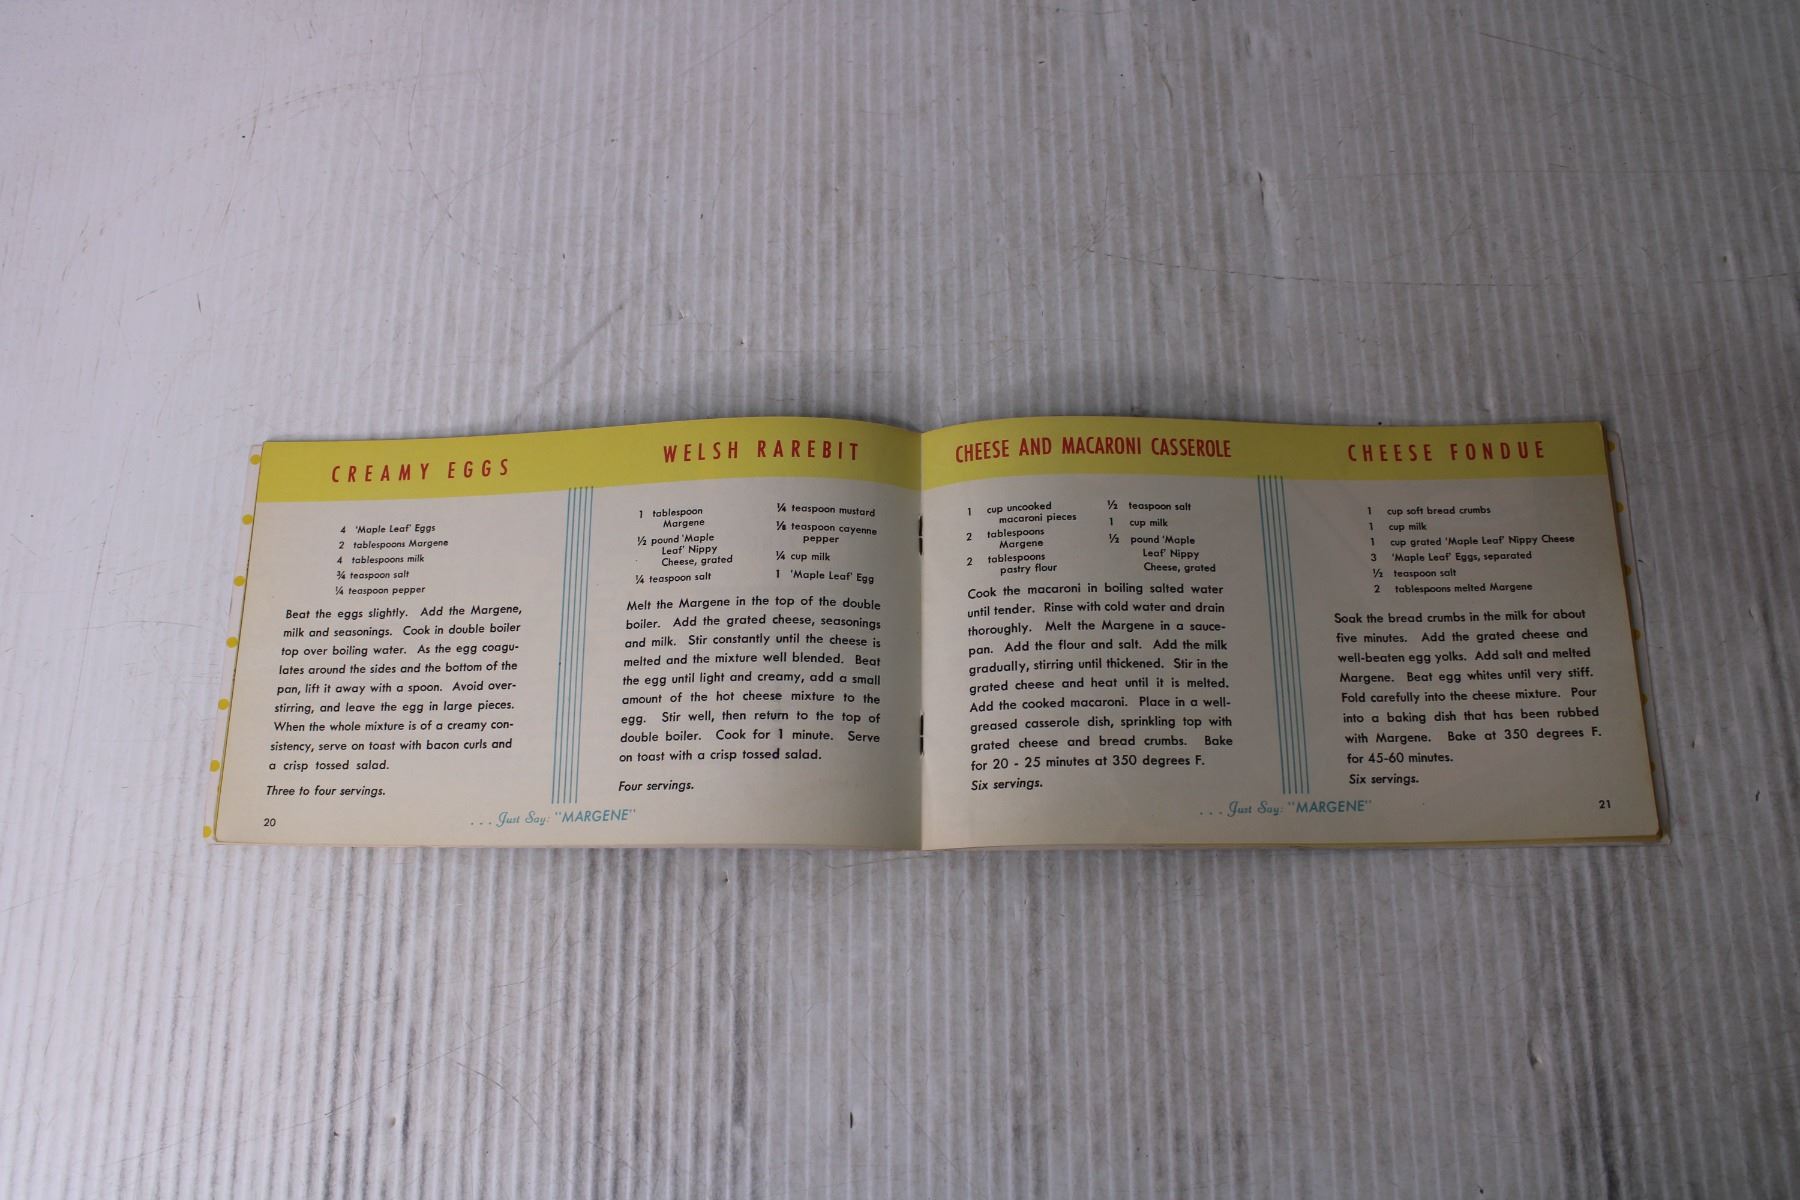 CREAMY EGGS
4 'Maple Leaf' Eggs
2 tablespoons Margene
4 tablespoons milk
¾ teaspoon salt
¼ teaspoon pepper
Beat the eggs slightly. Add the Margene,
milk and seasonings. Cook in double boiler
top over boiling water. As the egg coagu-
lates around the sides and the bottom of the
pan, lift it away with a spoon. Avoid over-
stirring, and leave the egg in large pieces.
When the whole mixture is of a creamy con-
sistency, serve on toast with bacon curls and
a crisp tossed salad.
Three to four servings.
20
WELSH RAREBIT
1 tablespoon
Margene
½ pound 'Maple
Leaf' Nippy
Cheese, grated
¼ teaspoon salt
¼ teaspoon mustard
⅛ teaspoon cayenne
pepper
¼ cup milk
1 'Maple Leaf' Egg
Melt the Margene in the top of the double
boiler. Add the grated cheese, seasonings
and milk. Stir constantly until the cheese is
melted and the mixture well blended. Beat
the egg until light and creamy, add a small
amount of the hot cheese mixture to the
egg. Stir well, then return to the top of
double boiler. Cook for 1 minute. Serve
on toast with a crisp tossed salad.
Four servings.
. . . Just Say: "MARGENE"
CHEESE AND MACARONI CASSEROLE
1 cup uncooked
macaroni pieces
2 tablespoons
Margene
2 tablespoons
pastry flour
½ teaspoon salt
1 cup milk
½ pound 'Maple
Leaf' Nippy
Cheese, grated
Cook the macaroni in boiling salted water
until tender. Rinse with cold water and drain
thoroughly. Melt the Margene in a sauce-
pan. Add the flour and salt. Add the milk
gradually, stirring until thickened. Stir in the
grated cheese and heat until it is melted.
Add the cooked macaroni. Place in a well-
greased casserole dish, sprinkling top with
grated cheese and bread crumbs. Bake
for 20 - 25 minutes at 350 degrees F.
Six servings.
CHEESE FONDUE
1 cup soft bread crumbs
1 cup milk
1 cup grated 'Maple Leaf' Nippy Cheese
3 'Maple Leaf' Eggs, separated
½ teaspoon salt
2 tablespoons melted Margene
Soak the bread crumbs in the milk for about
five minutes. Add the grated cheese and
well-beaten egg yolks. Add salt and melted
Margene. Beat egg whites until very stiff.
Fold carefully into the cheese mixture. Pour
into a baking dish that has been rubbed
with Margene. Bake at 350 degrees F.
for 45-60 minutes.
Six servings.
. . . Just Say: "MARGENE"
21